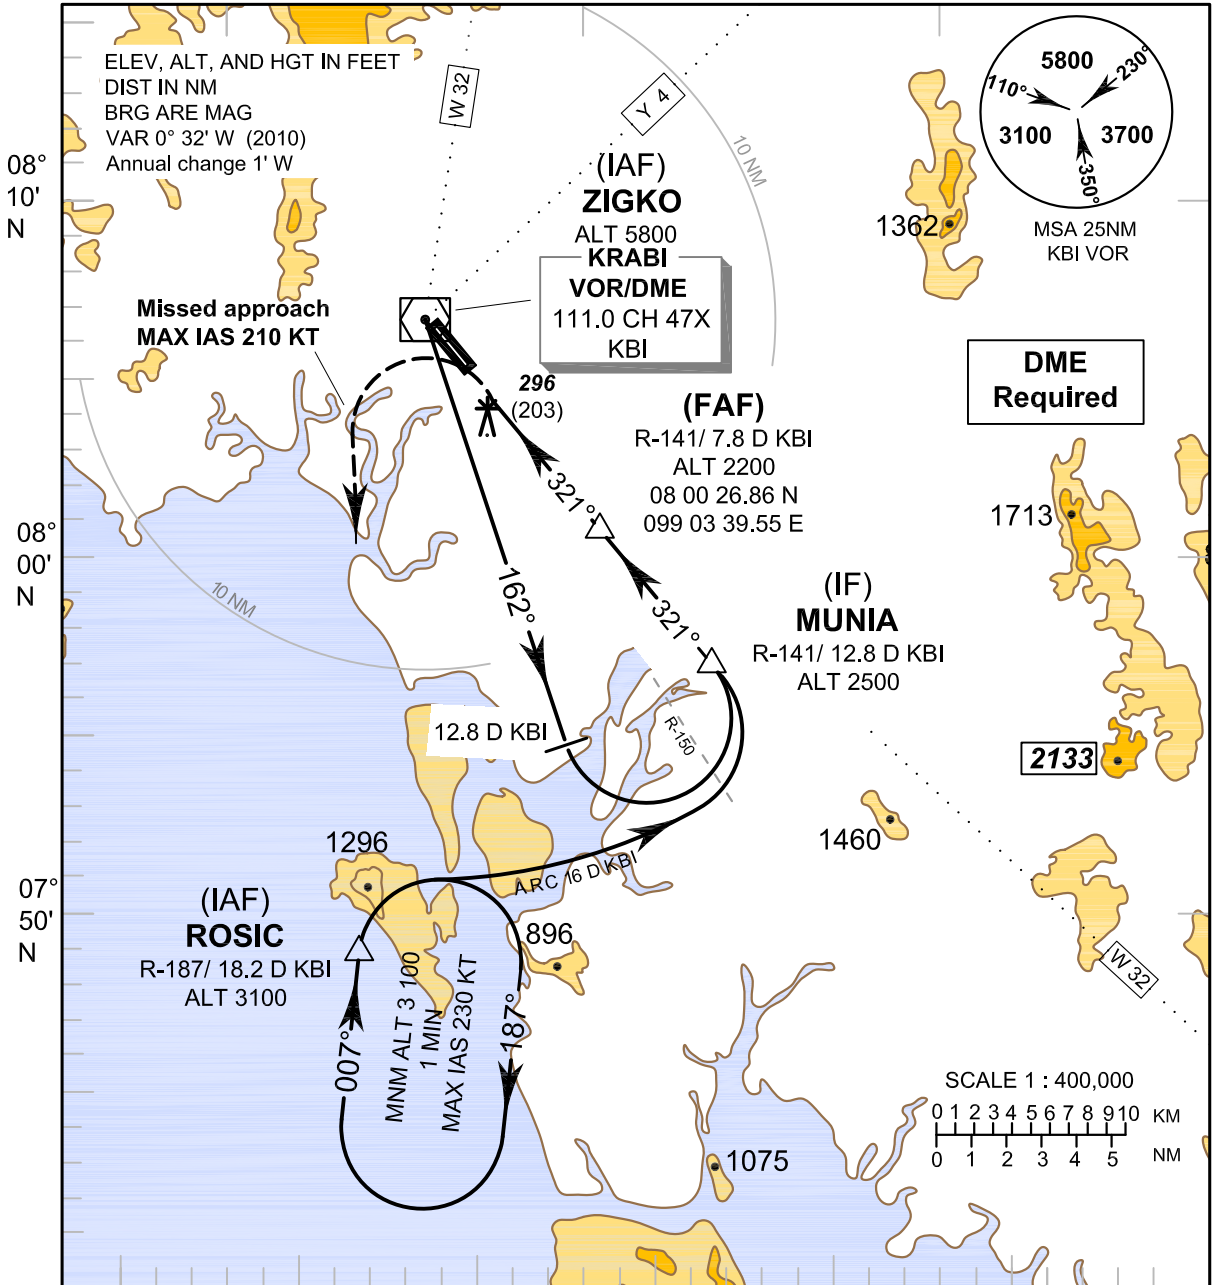 ELEV, ALT, AND HGT IN FEET
DIST IN NM
BRG ARE MAG
VAR 0° 32' W (2010)
Annual change 1' W
W 32
Y 4
10 NM
5800
110°
230°
3100
3700
350°
MSA 25NM
KBI VOR
08°
10'
N
(IAF)
ZIGKO
ALT 5800
KRABI
VOR/DME
111.0 CH 47X
KBI
1362
Missed approach
MAX IAS 210 KT
DME
Required
296
(203)
(FAF)
R-141/ 7.8 D KBI
ALT 2200
08 00 26.86 N
099 03 39.55 E
321°
1713
08°
00'
N
10 NM
162°
321°
(IF)
MUNIA
R-141/ 12.8 D KBI
ALT 2500
12.8 D KBI
R-150
2133
1460
1296
ARC 16 D KBI
07°
50'
N
(IAF)
ROSIC
R-187/ 18.2 D KBI
ALT 3100
896
W 32
007°
MNM ALT 3 100
1 MIN
MAX IAS 230 KT
187°
SCALE 1 : 400,000
0 1 2 3 4 5 6 7 8 9 10 KM
0 1 2 3 4 5 NM
1075